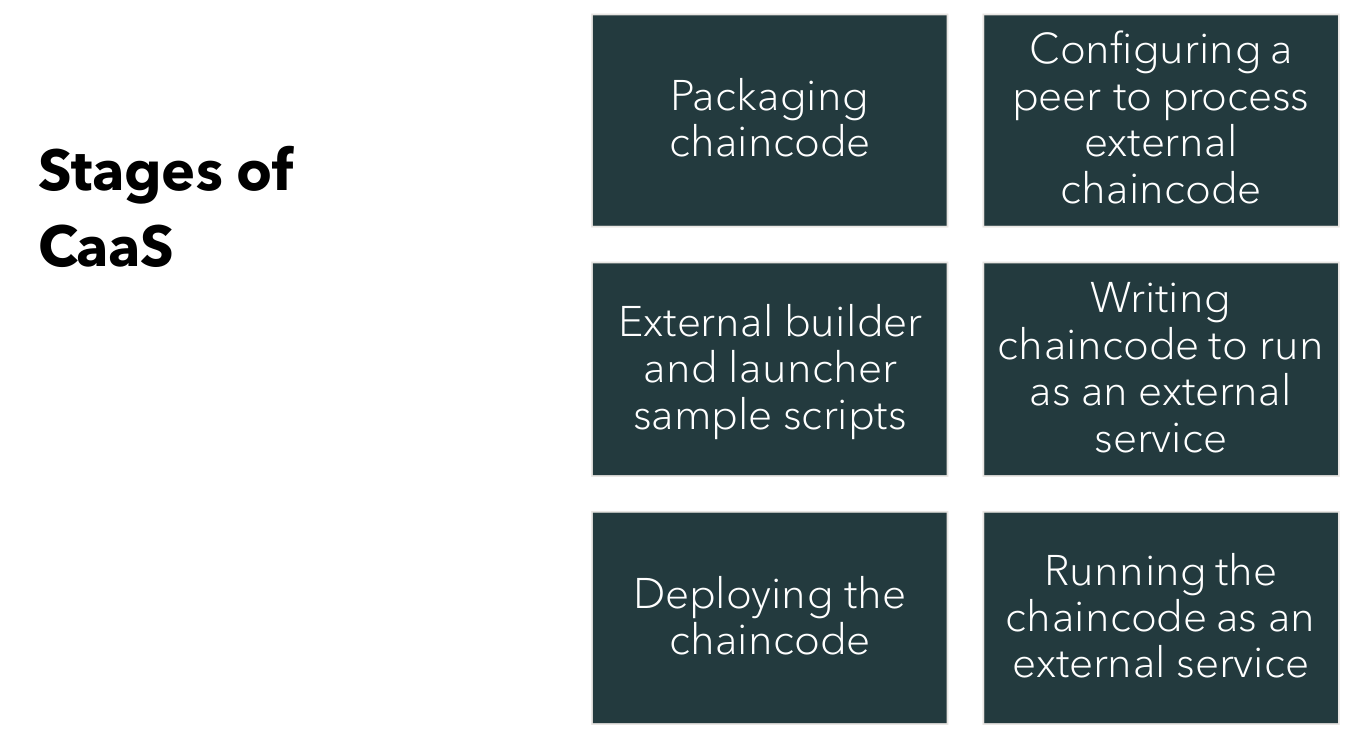 Stages of
CaaS
Packaging
chaincode
Configuring a
peer to process
external
chaincode
External builder
and launcher
sample scripts
Writing
chaincode to run
as an external
service
Deploying the
chaincode
Running the
chaincode as an
external service